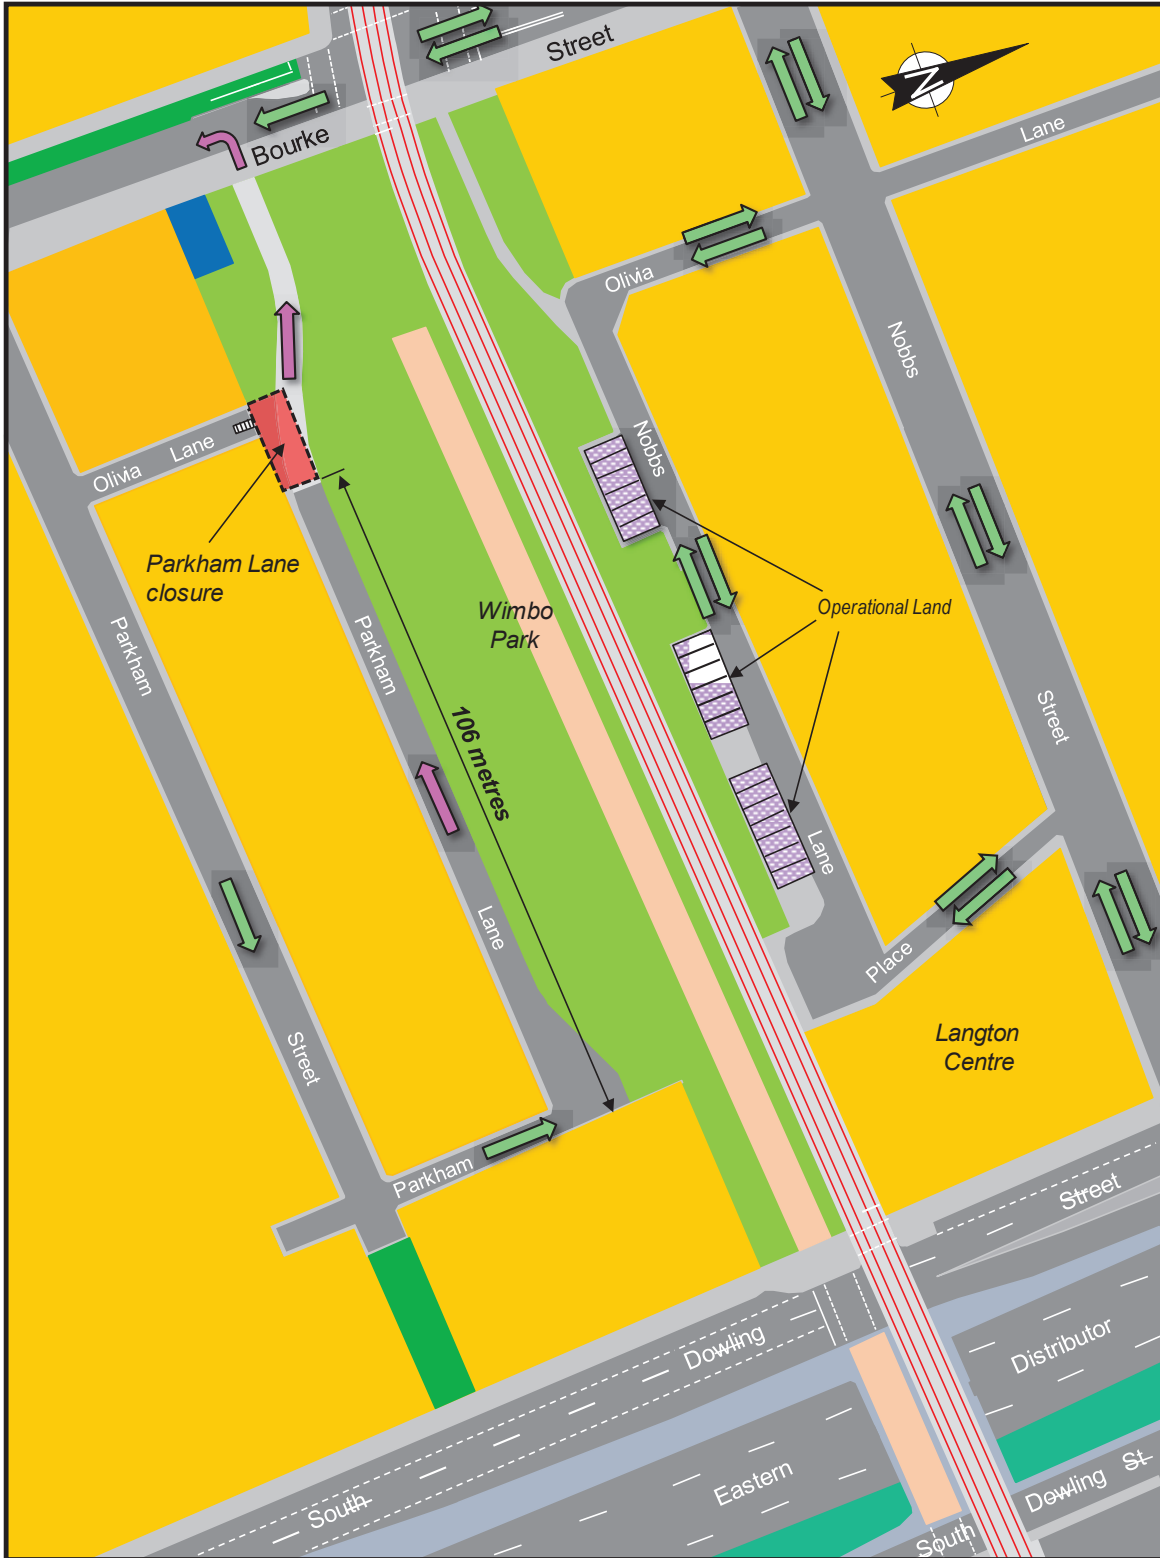 Street
N
Bourke
Lane
Olivia
Nobbs
Nobbs
Olivia Lane
Parkham Lane
closure
Operational Land
Wimbo
Park
Parkham
Parkham
Street
106 metres
Lane
Lane
Place
Langton
Centre
Street
Parkham
Street
Dowling
Distributor
Eastern
South
Dowling St
South